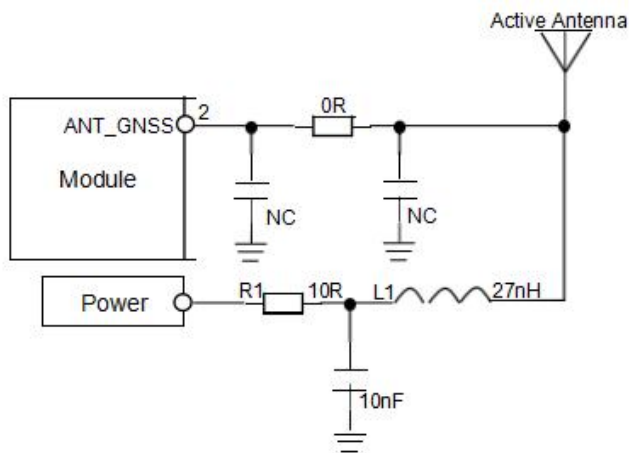 Active Antenna
ANT_GNSS
2
0R
Module
NC
NC
Power
R1
10R
L1
27nH
10nF